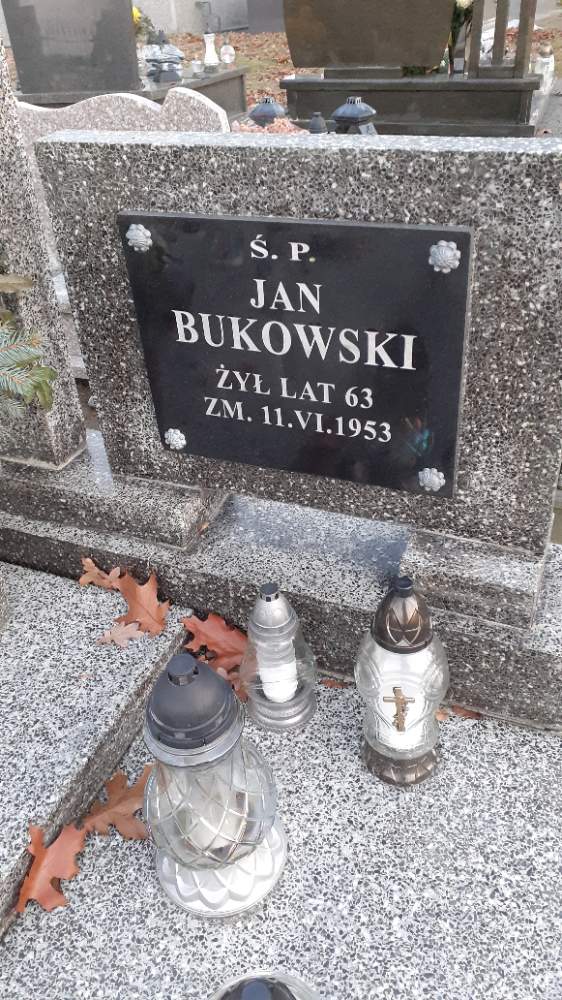 Ś. P.
JAN
BUKOWSKI
ŻYŁ LAT 63
ZM. 11.VI.1953